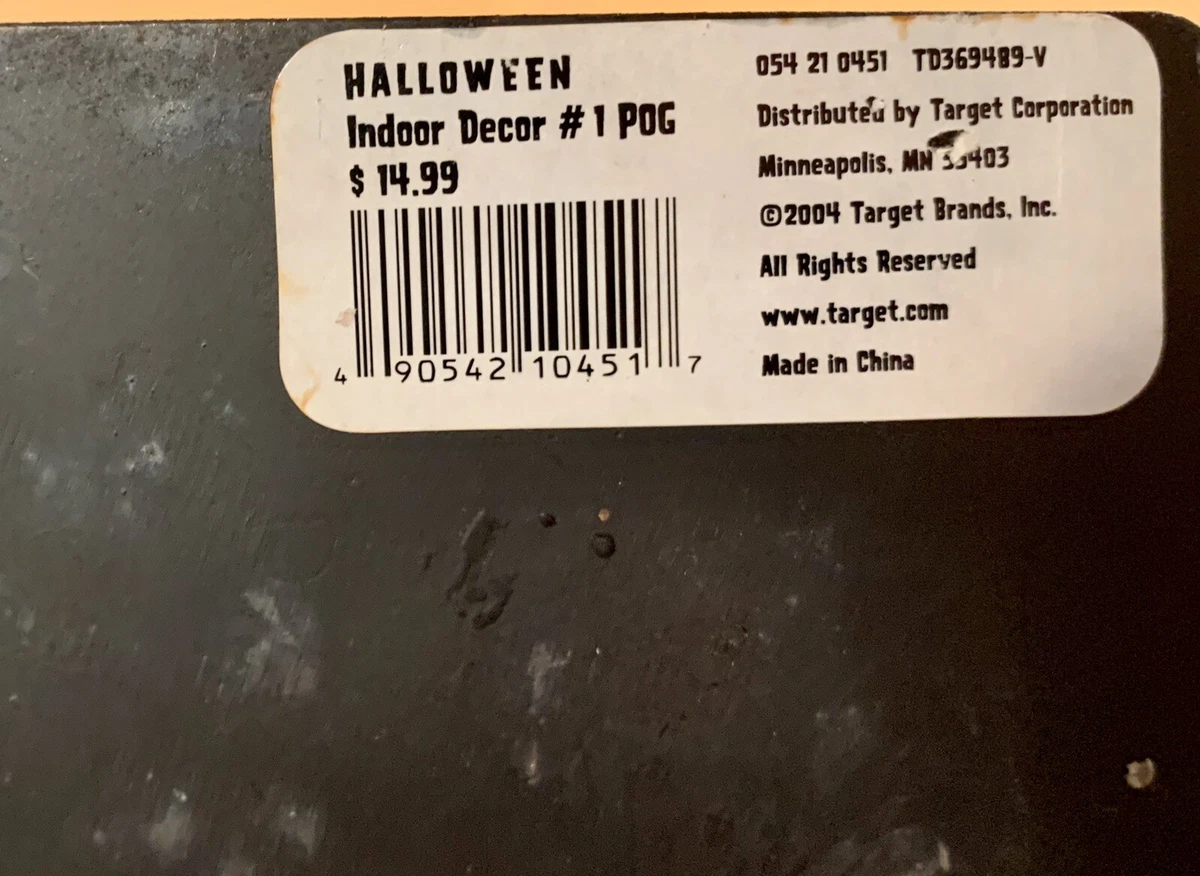 HALLOWEEN
Indoor Decor # 1 POG
$ 14.99
4 90542 10451 7
054 21 0451 TD369489-V
Distributed by Target Corporation
Minneapolis, MN 55403
©2004 Target Brands, Inc.
All Rights Reserved
www.target.com
Made in China